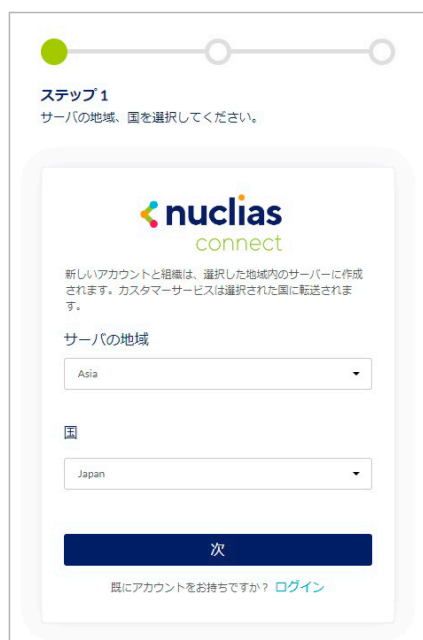 ステップ 1
サーバの地域、国を選択してください。
nuclias
connect
新しいアカウントと組織は、選択した地域内のサーバーに作成
されます。カスタマーサービスは選択された国に転送されま
す。
サーバの地域
Asia
国
Japan
次
既にアカウントをお持ちですか？ ログイン